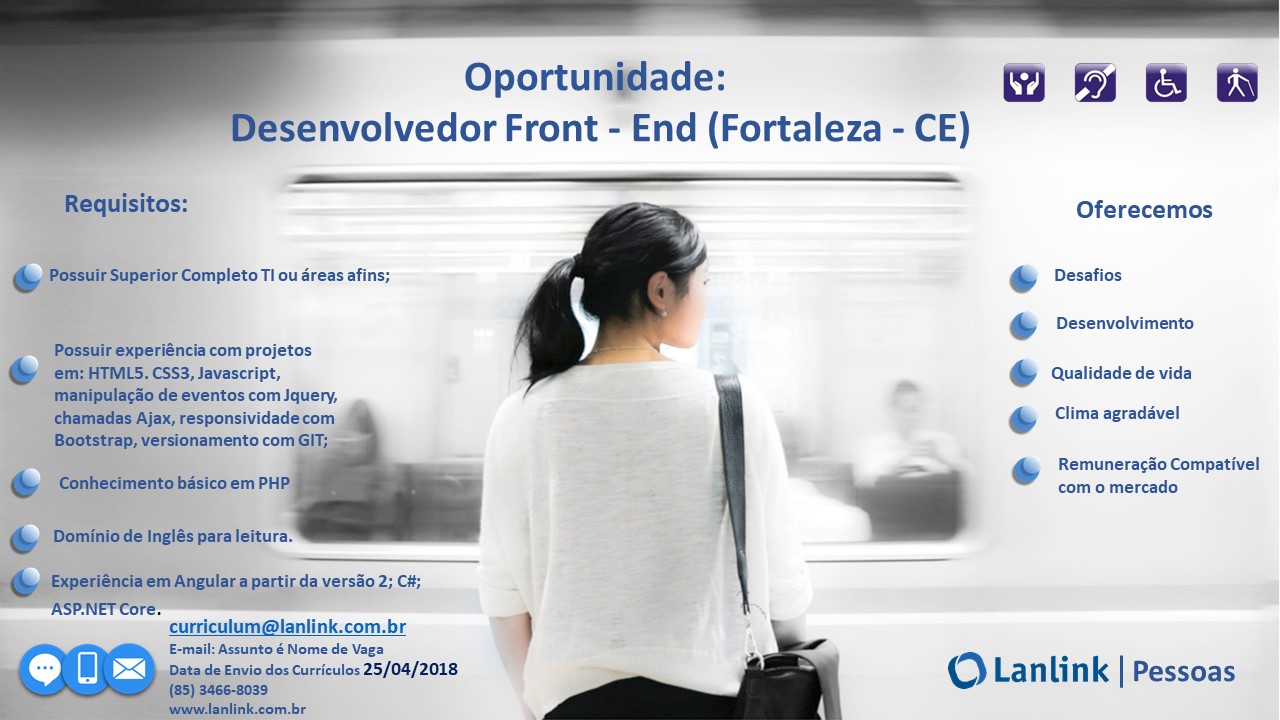 Oportunidade:
Desenvolvedor Front - End (Fortaleza - CE)
Requisitos:
Possuir Superior Completo TI ou áreas afins;
Possuir experiência com projetos
em: HTML5. CSS3, Javascript,
manipulação de eventos com Jquery,
chamadas Ajax, responsividade com
Bootstrap, versionamento com GIT;
Conhecimento básico em PHP
Domínio de Inglês para leitura.
Experiência em Angular a partir da versão 2; C#;
ASP.NET Core.
curriculum@lanlink.com.br
E-mail: Assunto é Nome de Vaga
Data de Envio dos Currículos 25/04/2018
(85) 3466-8039
www.lanlink.com.br
Oferecemos
Desafios
Desenvolvimento
Qualidade de vida
Clima agradável
Remuneração Compatível
com o mercado
Lanlink | Pessoas